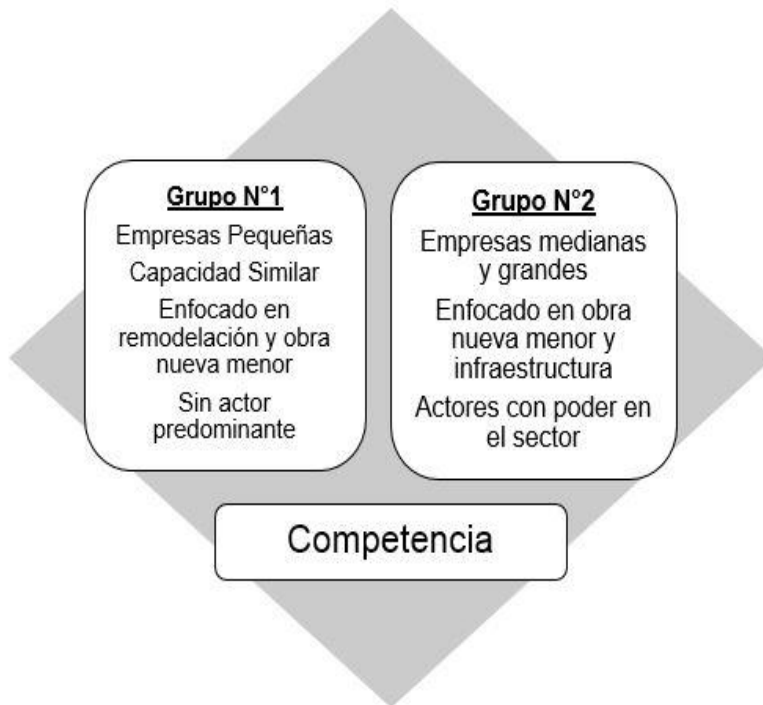 Grupo N°1
Empresas Pequeñas
Capacidad Similar
Enfocado en
remodelación y obra
nueva menor
Sin actor
predominante
Grupo N°2
Empresas medianas
y grandes
Enfocado en obra
nueva menor y
infraestructura
Actores con poder en
el sector
Competencia